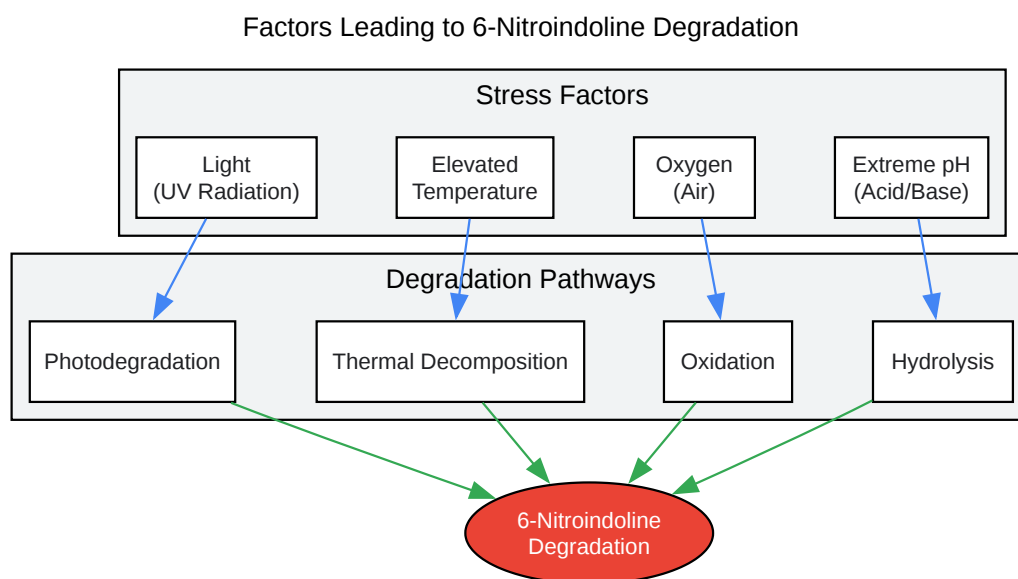 Factors Leading to 6-Nitroindoline Degradation
Stress Factors
Light
(UV Radiation)
Elevated
Temperature
Oxygen
(Air)
Extreme pH
(Acid/Base)
Degradation Pathways
Photodegradation
Thermal Decomposition
Oxidation
Hydrolysis
6-Nitroindoline
Degradation